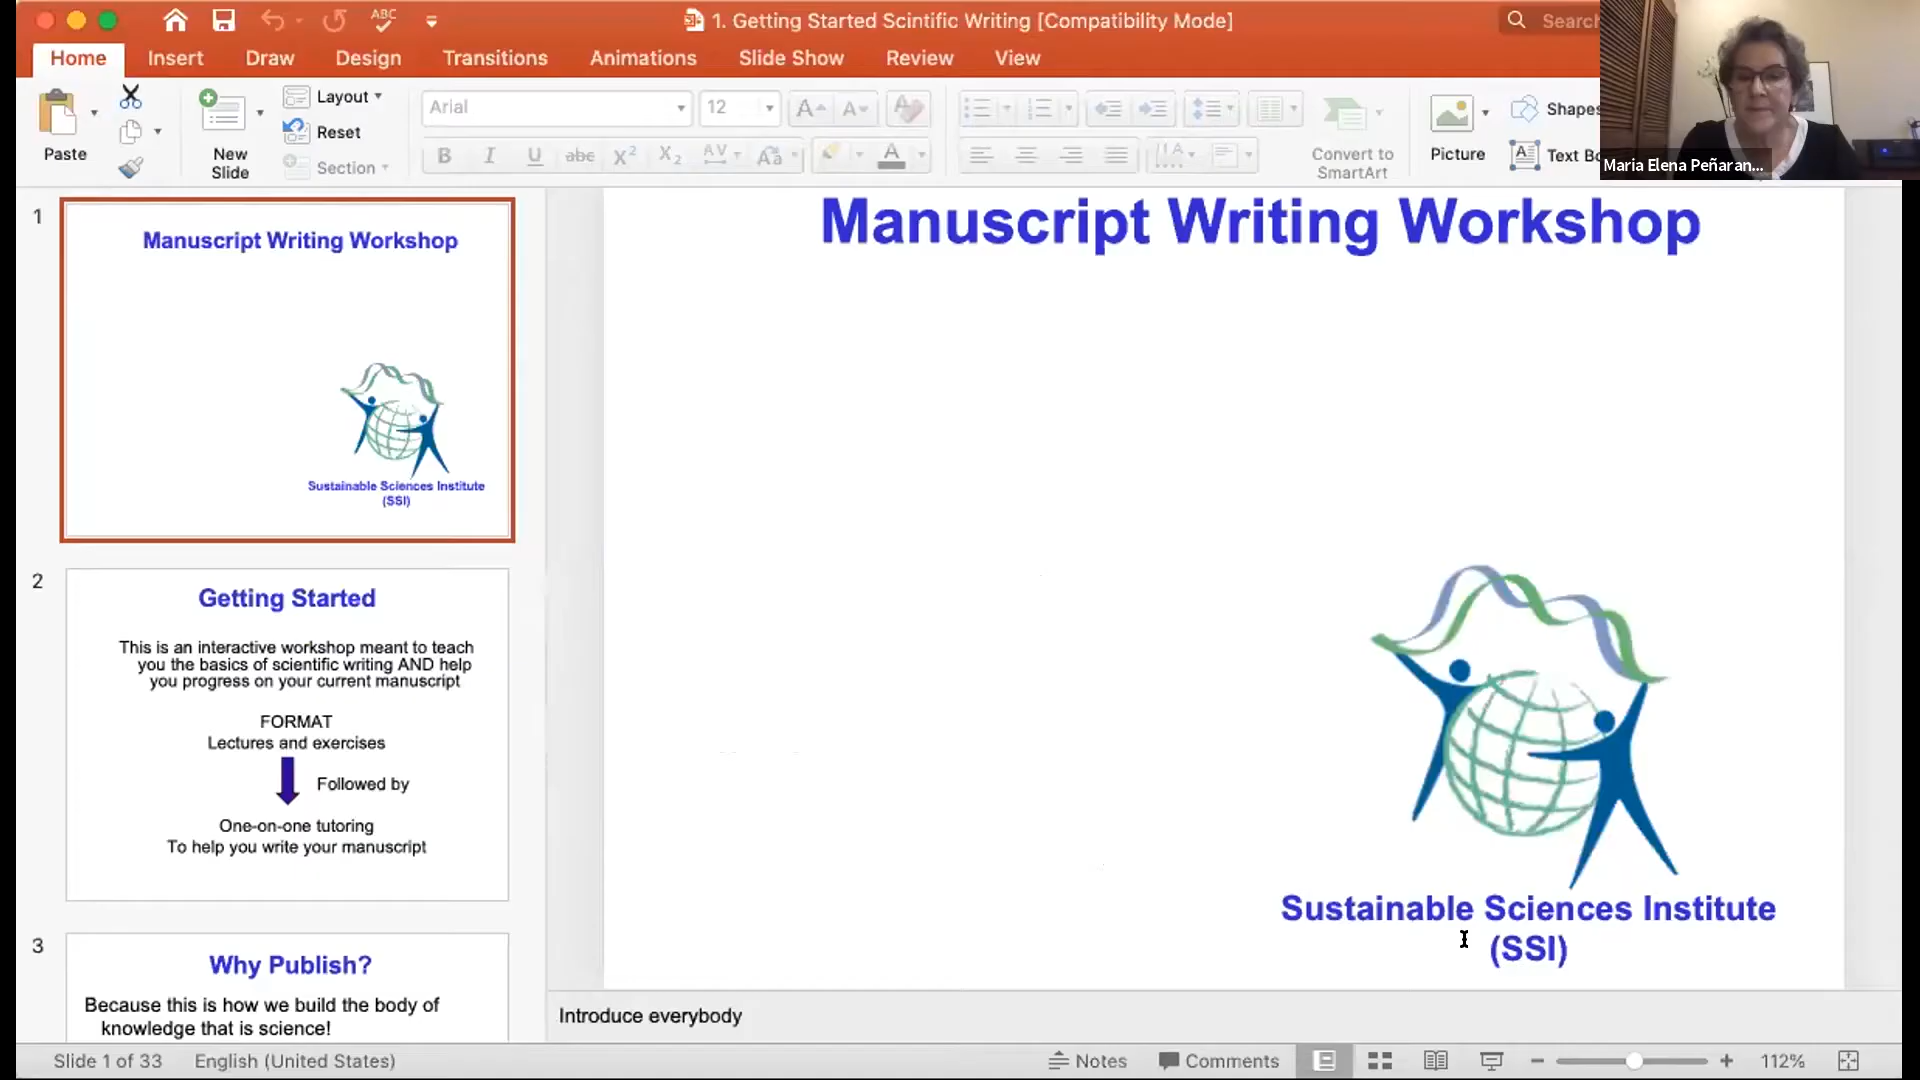 ABC
1. Getting Started Scintific Writing [Compatibility Mode]
Search
Home Insert Draw Design Transitions Animations Slide Show Review View
Paste
New
Slide
Layout
Reset
Section
Arial
12
Convert to
SmartArt
Picture
Shapes
Text Bo
Maria Elena Peñaran...
1
Manuscript Writing Workshop
Sustainable Sciences Institute
(SSI)
2
Getting Started
This is an interactive workshop meant to teach
you the basics of scientific writing AND help
you progress on your current manuscript
FORMAT
Lectures and exercises
Followed by
One-on-one tutoring
To help you write your manuscript
3
Why Publish?
Because this is how we build the body of
knowledge that is science!
Manuscript Writing Workshop
Sustainable Sciences Institute
(SSI)
Introduce everybody
Slide 1 of 33 English (United States) Notes Comments 112%